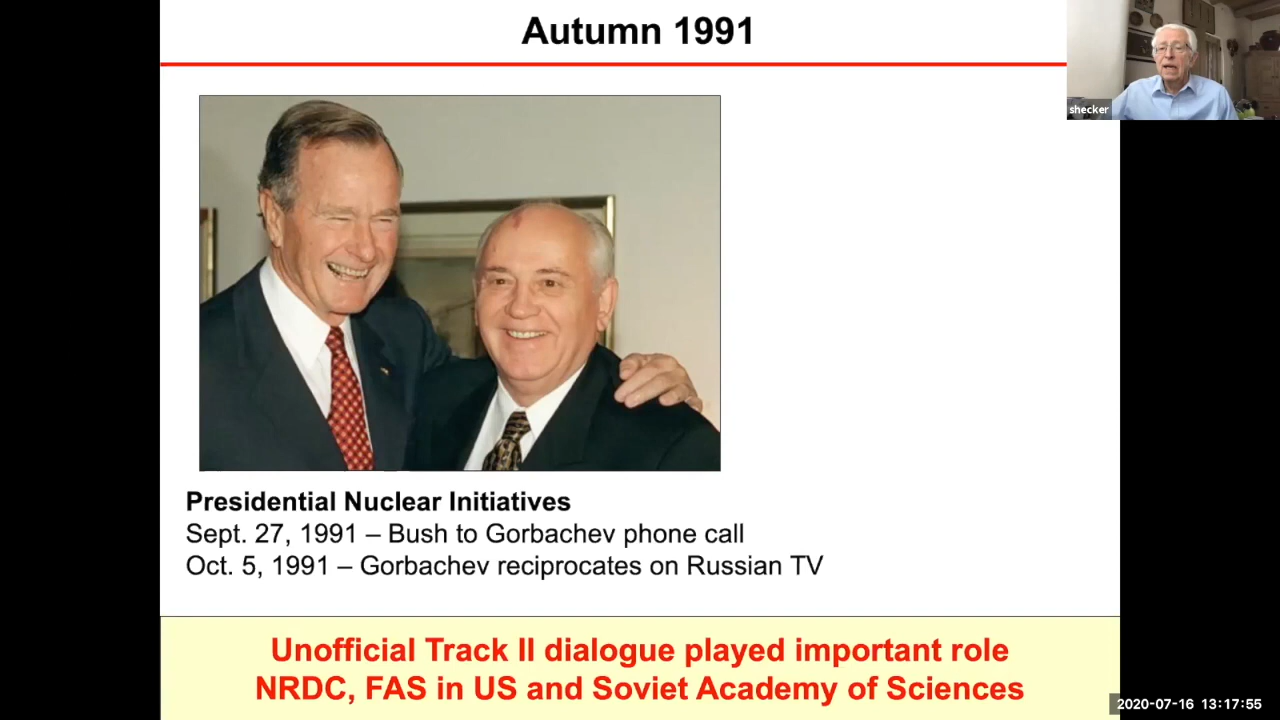 Autumn 1991
shecker
Presidential Nuclear Initiatives
Sept. 27, 1991 – Bush to Gorbachev phone call
Oct. 5, 1991 – Gorbachev reciprocates on Russian TV
Unofficial Track II dialogue played important role
NRDC, FAS in US and Soviet Academy of Sciences
2020-07-16 13:17:55